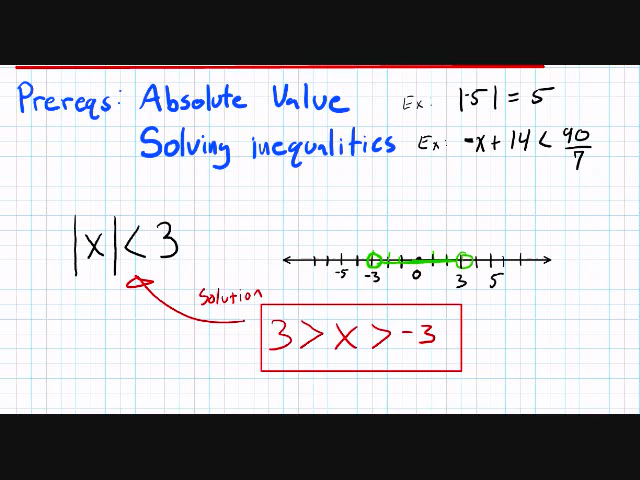 Prereqs: Absolute Value Ex: |-5| = 5
Solving inequalities Ex: -x + 14 < 90/7
|x| < 3
-5 -3 0 3 5
Solution
3 > x > -3